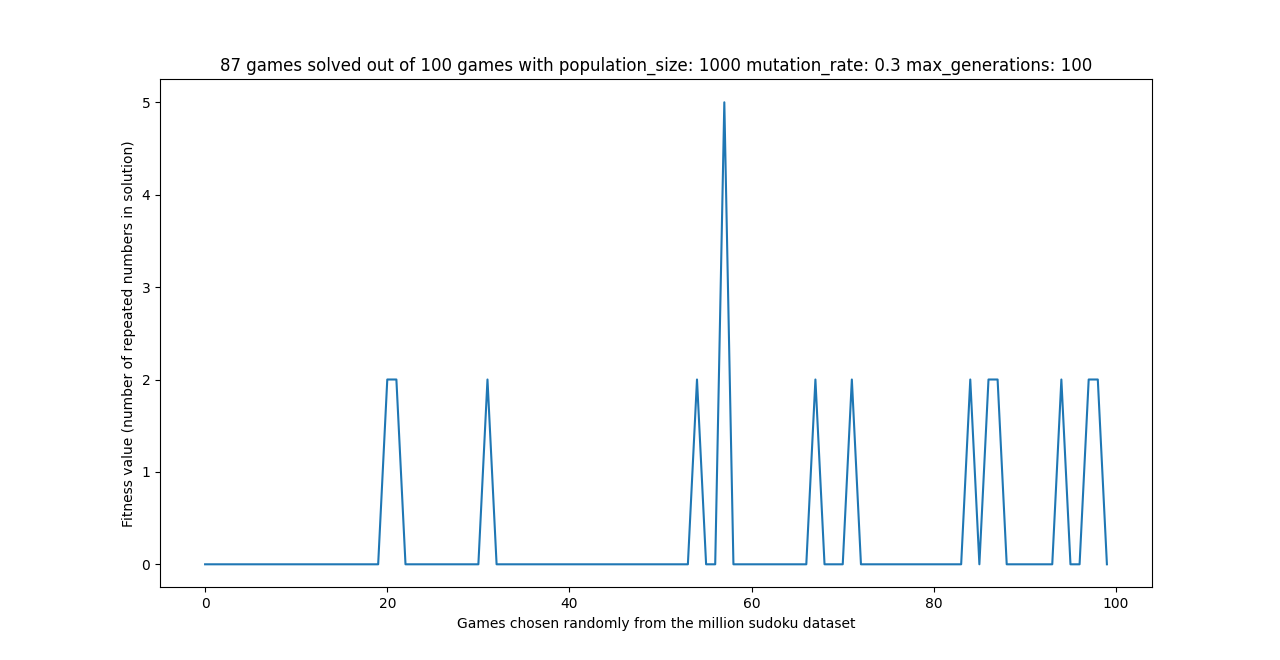 87 games solved out of 100 games with population_size: 1000 mutation_rate: 0.3 max_generations: 100
Fitness value (number of repeated numbers in solution)
5
4
3
2
1
0
0 20 40 60 80 100
Games chosen randomly from the million sudoku dataset